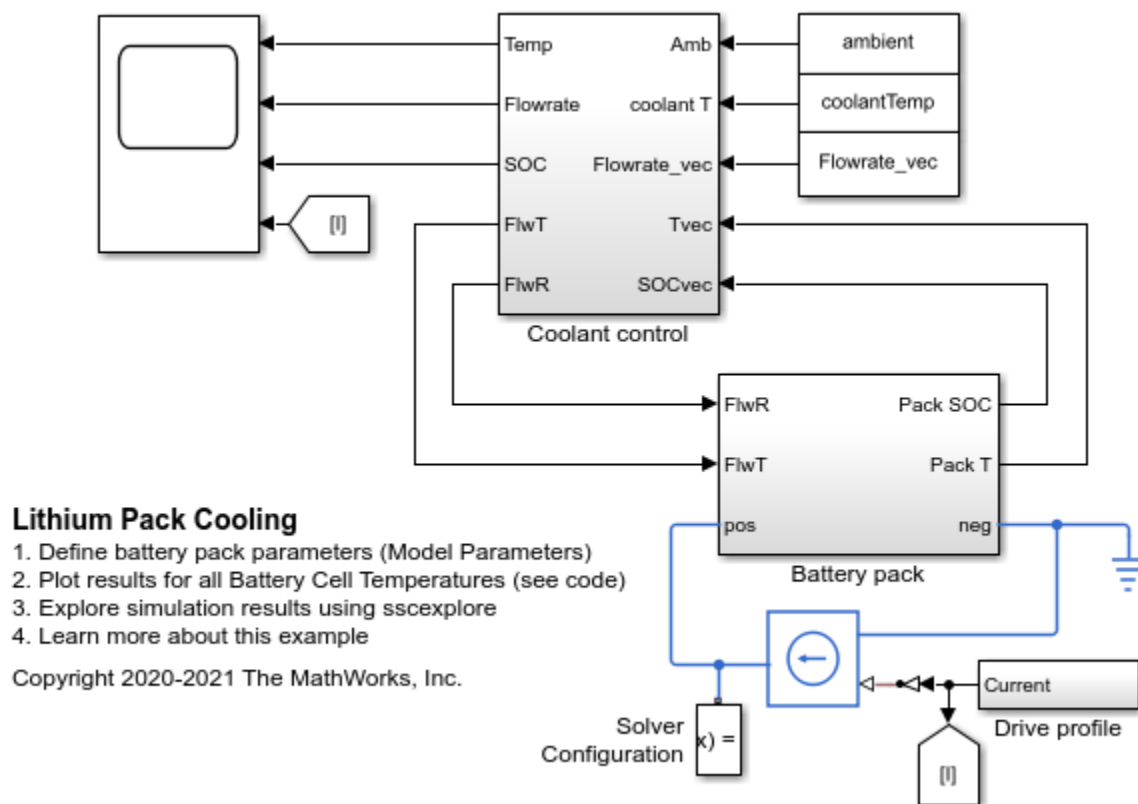 Temp
Amb
ambient
Flowrate
coolant T
coolantTemp
SOC
Flowrate_vec
Flowrate_vec
[I]
FlwT
Tvec
FlwR
SOCvec
Coolant control
FlwR
Pack SOC
FlwT
Pack T
pos
neg
Battery pack
Lithium Pack Cooling
1. Define battery pack parameters (Model Parameters)
2. Plot results for all Battery Cell Temperatures (see code)
3. Explore simulation results using sscexplore
4. Learn more about this example
Copyright 2020-2021 The MathWorks, Inc.
Current
Drive profile
Solver
Configuration
x) =
[I]